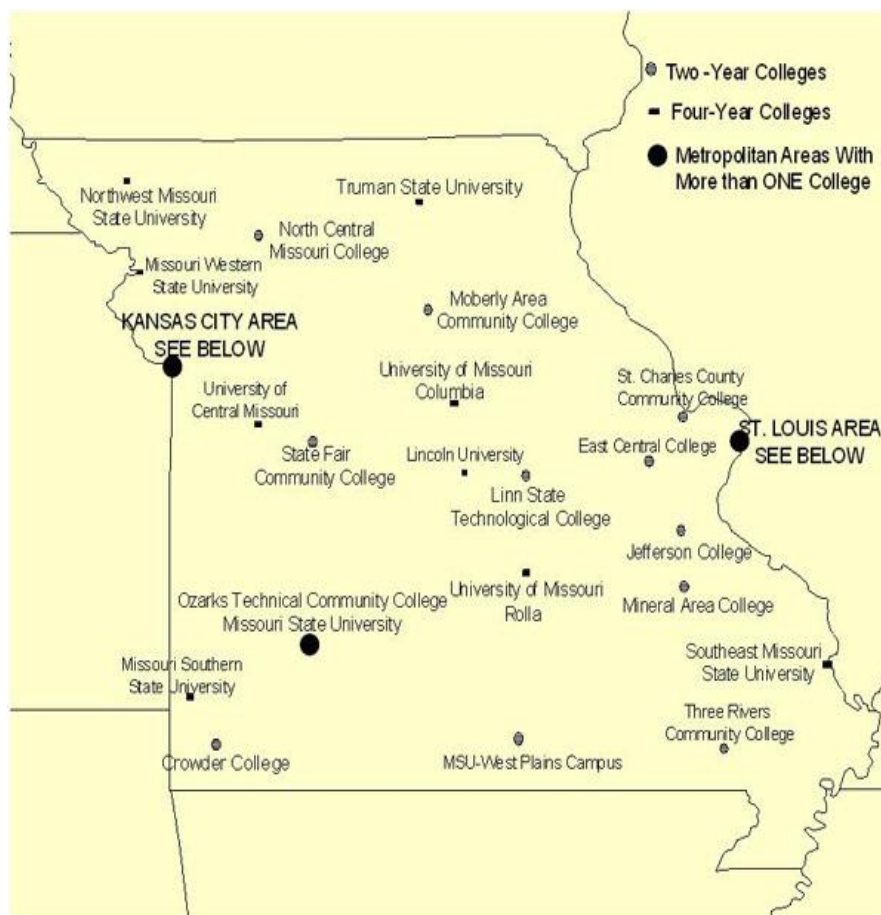 Two -Year Colleges
Four-Year Colleges
Metropolitan Areas With
More than ONE College
Northwest Missouri
State University
Truman State University
North Central
Missouri College
Missouri Western
State University
Moberly Area
Community College
KANSAS CITY AREA
SEE BELOW
University of
Central Missouri
University of Missouri
Columbia
St. Charles County
Community College
ST. LOUIS AREA
SEE BELOW
East Central College
State Fair
Community College
Lincoln University
Linn State
Technological College
Jefferson College
University of Missouri
Rolla
Mineral Area College
Ozarks Technical Community College
Missouri State University
Missouri Southern
State University
Southeast Missouri
State University
Three Rivers
Community College
Crowder College
MSU-West Plains Campus